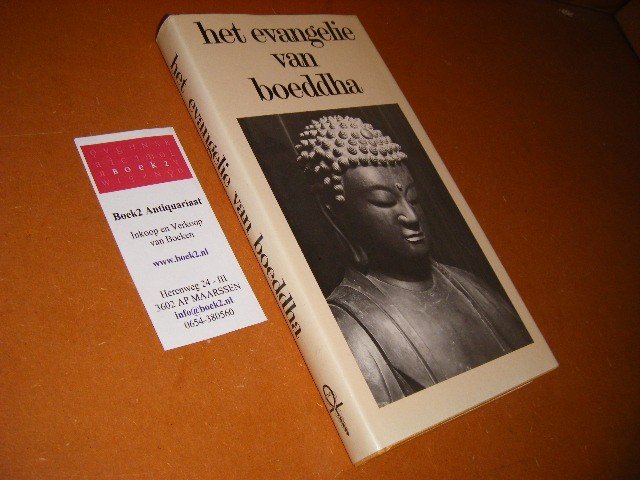 het evangelie
van
boeddha
het evangelie van boeddha
BOEK2
Boek2 Antiquariaat
Inkoop en Verkoop
van Boeken
www.boek2.nl
Herenweg 24 - III
3602 AP MAARSSEN
info@boek2.nl
0654-380560